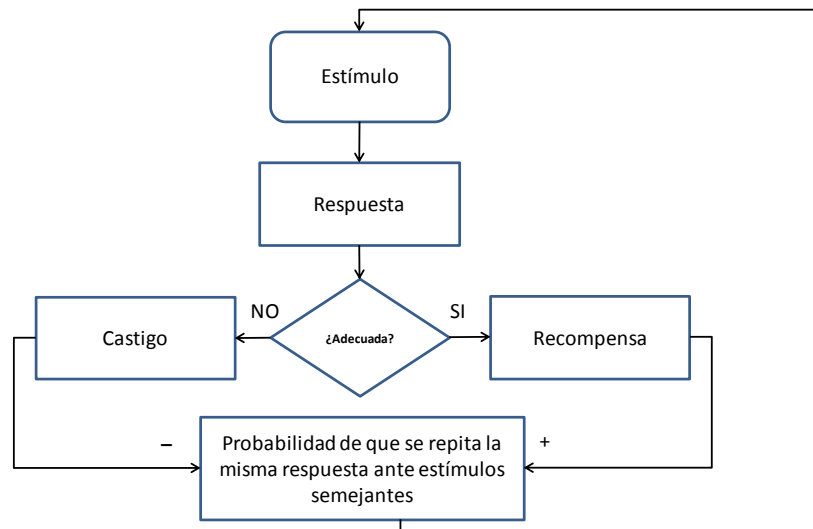 Estímulo
Respuesta
NO
SI
Castigo
¿Adecuada?
Recompensa
–
+
Probabilidad de que se repita la
misma respuesta ante estímulos
semejantes